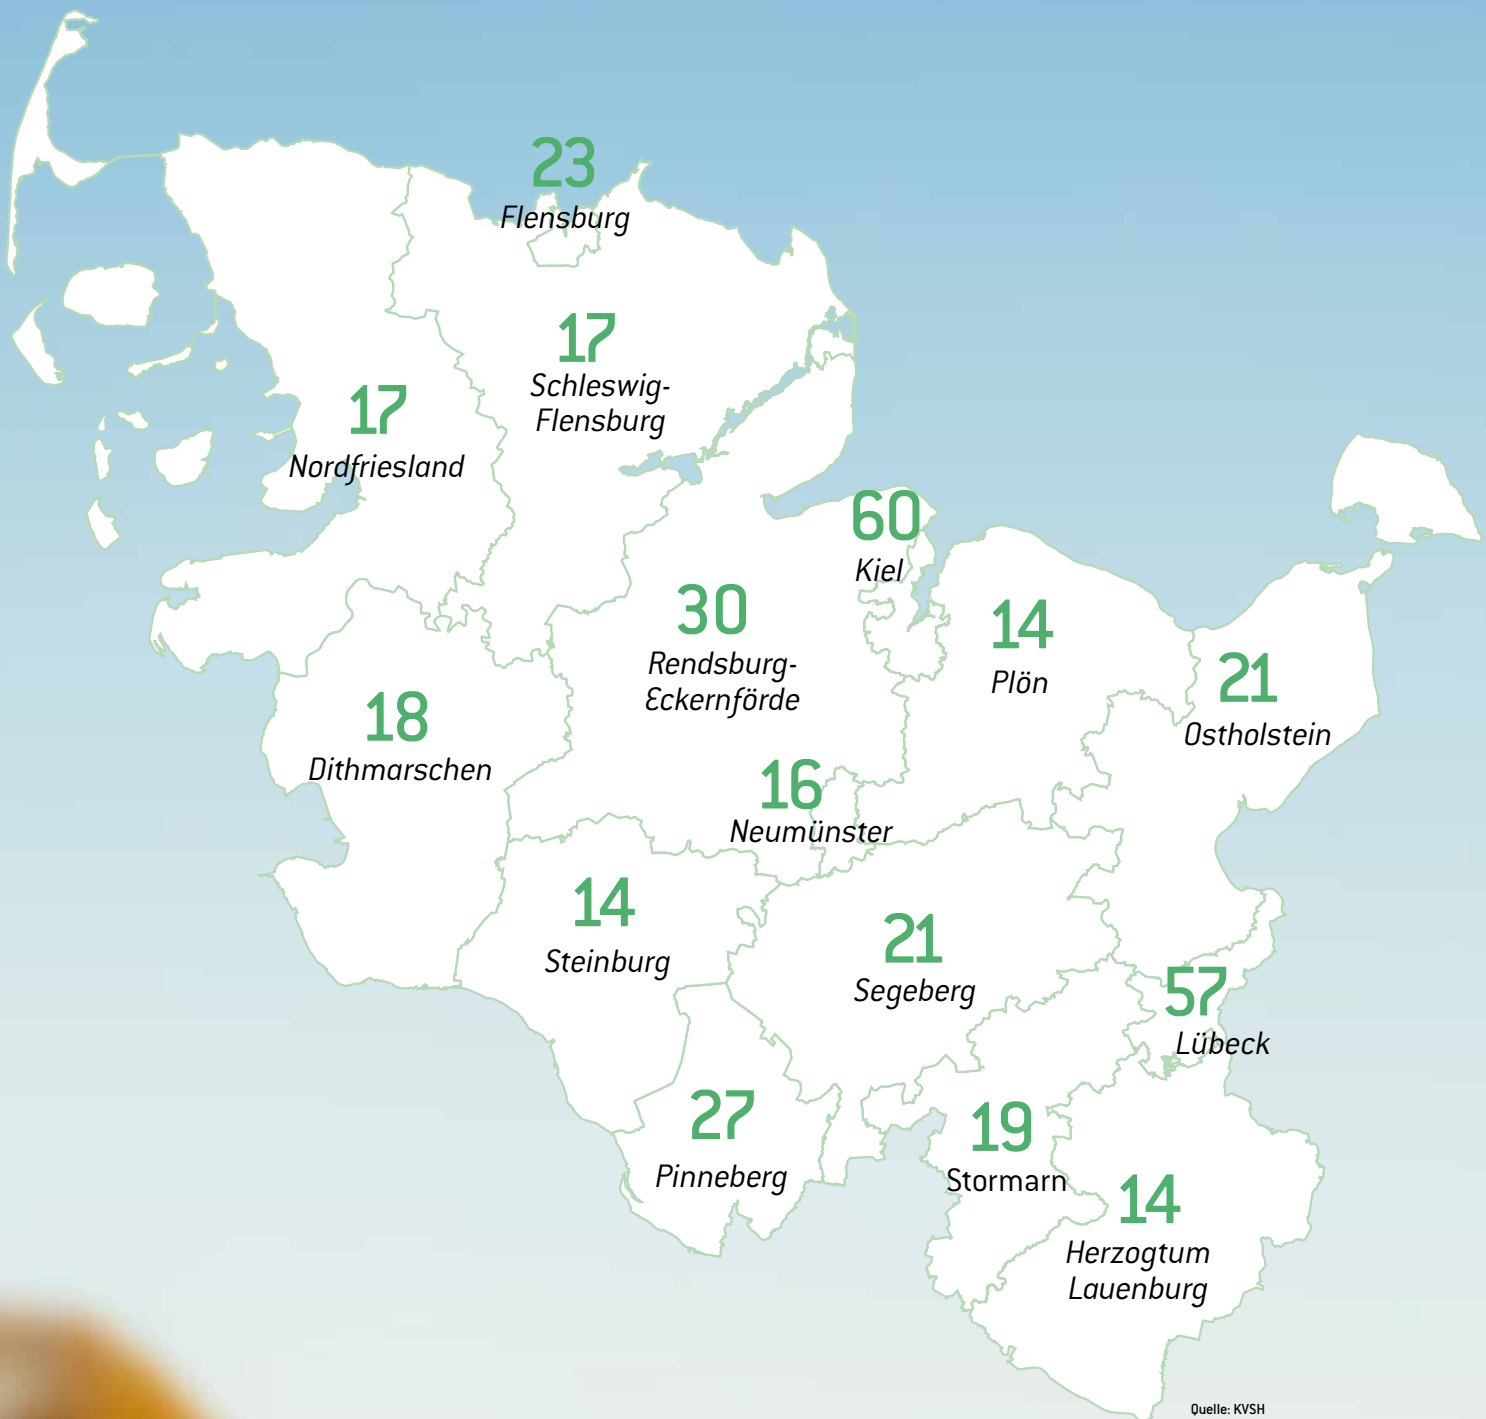 23
Flensburg
17
Schleswig-
Flensburg
17
Nordfriesland
60
Kiel
30
Rendsburg-
Eckernförde
14
Plön
21
Ostholstein
18
Dithmarschen
16
Neumünster
14
Steinburg
21
Segeberg
57
Lübeck
27
Pinneberg
19
Stormarn
14
Herzogtum
Lauenburg
Quelle: KVSH